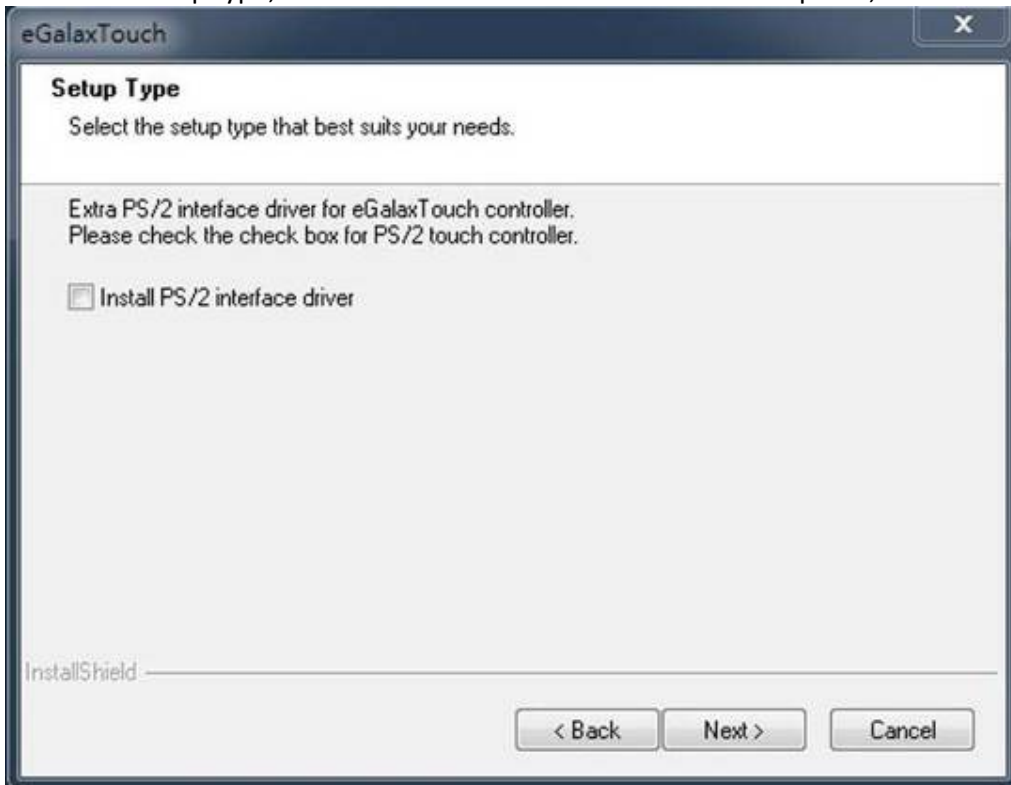 eGalaxTouch
Setup Type
Select the setup type that best suits your needs.
Extra PS/2 interface driver for eGalaxTouch controller.
Please check the check box for PS/2 touch controller.
Install PS/2 interface driver
InstallShield
< Back Next > Cancel